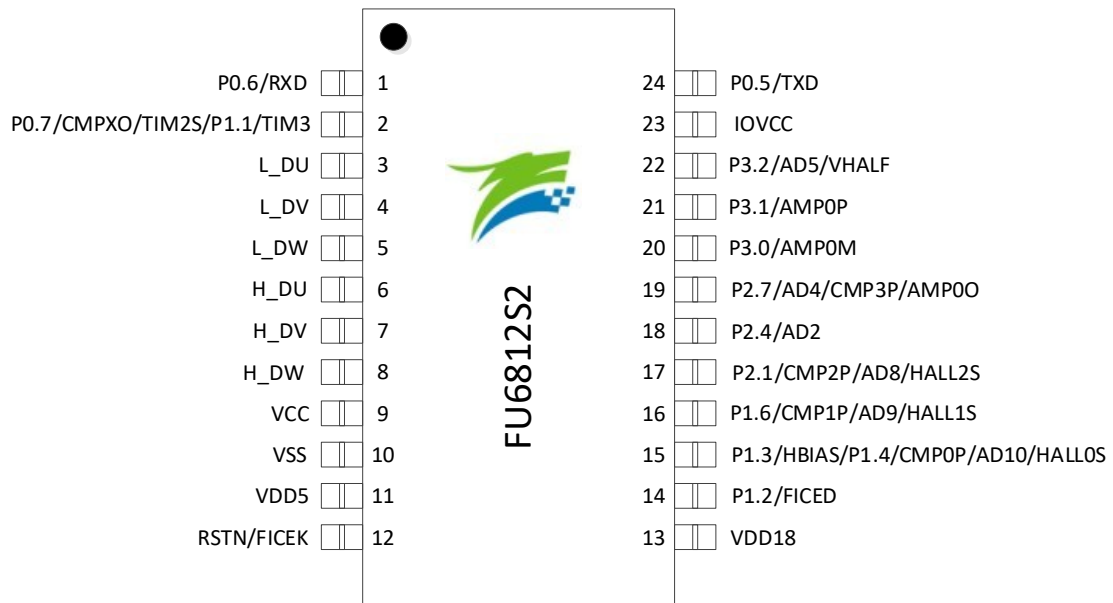 P0.6/RXD 1 24 P0.5/TXD
P0.7/CMPXO/TIM2S/P1.1/TIM3 2 23 IOVCC
L_DU 3 22 P3.2/AD5/VHALF
L_DV 4 21 P3.1/AMP0P
L_DW 5 20 P3.0/AMP0M
H_DU 6 19 P2.7/AD4/CMP3P/AMP0O
H_DV 7 18 P2.4/AD2
H_DW 8 17 P2.1/CMP2P/AD8/HALL2S
VCC 9 16 P1.6/CMP1P/AD9/HALL1S
VSS 10 15 P1.3/HBIAS/P1.4/CMP0P/AD10/HALL0S
VDD5 11 14 P1.2/FICED
RSTN/FICEK 12 13 VDD18
FU6812S2